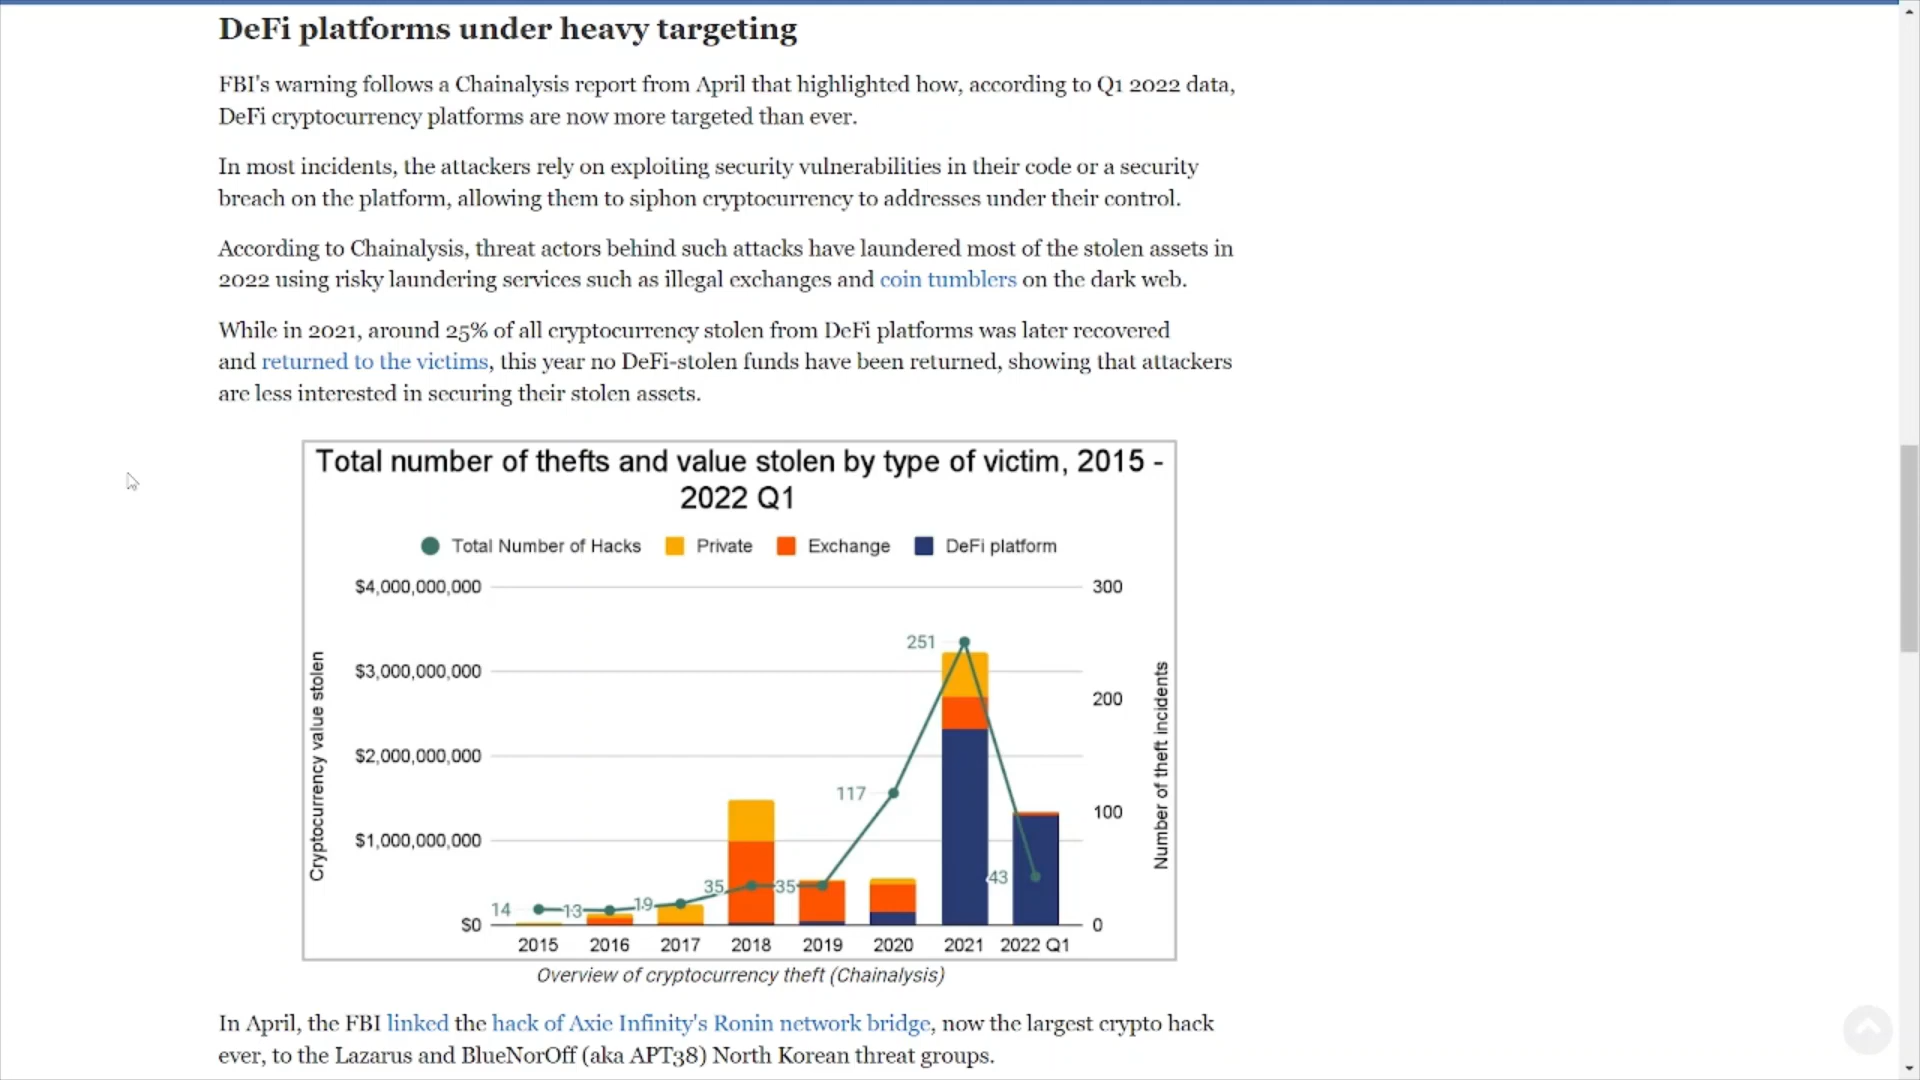 DeFi platforms under heavy targeting
FBI's warning follows a Chainalysis report from April that highlighted how, according to Q1 2022 data,
DeFi cryptocurrency platforms are now more targeted than ever.
In most incidents, the attackers rely on exploiting security vulnerabilities in their code or a security
breach on the platform, allowing them to siphon cryptocurrency to addresses under their control.
According to Chainalysis, threat actors behind such attacks have laundered most of the stolen assets in
2022 using risky laundering services such as illegal exchanges and coin tumblers on the dark web.
While in 2021, around 25% of all cryptocurrency stolen from DeFi platforms was later recovered
and returned to the victims, this year no DeFi-stolen funds have been returned, showing that attackers
are less interested in securing their stolen assets.
Total number of thefts and value stolen by type of victim, 2015 -
2022 Q1
Total Number of Hacks Private Exchange DeFi platform
Cryptocurrency value stolen
$4,000,000,000
$3,000,000,000
$2,000,000,000
$1,000,000,000
$0
14
13
19
35
35
117
251
43
300
200
100
0
Number of theft incidents
2015 2016 2017 2018 2019 2020 2021 2022 Q1
Overview of cryptocurrency theft (Chainalysis)
In April, the FBI linked the hack of Axie Infinity's Ronin network bridge, now the largest crypto hack
ever, to the Lazarus and BlueNorOff (aka APT38) North Korean threat groups.